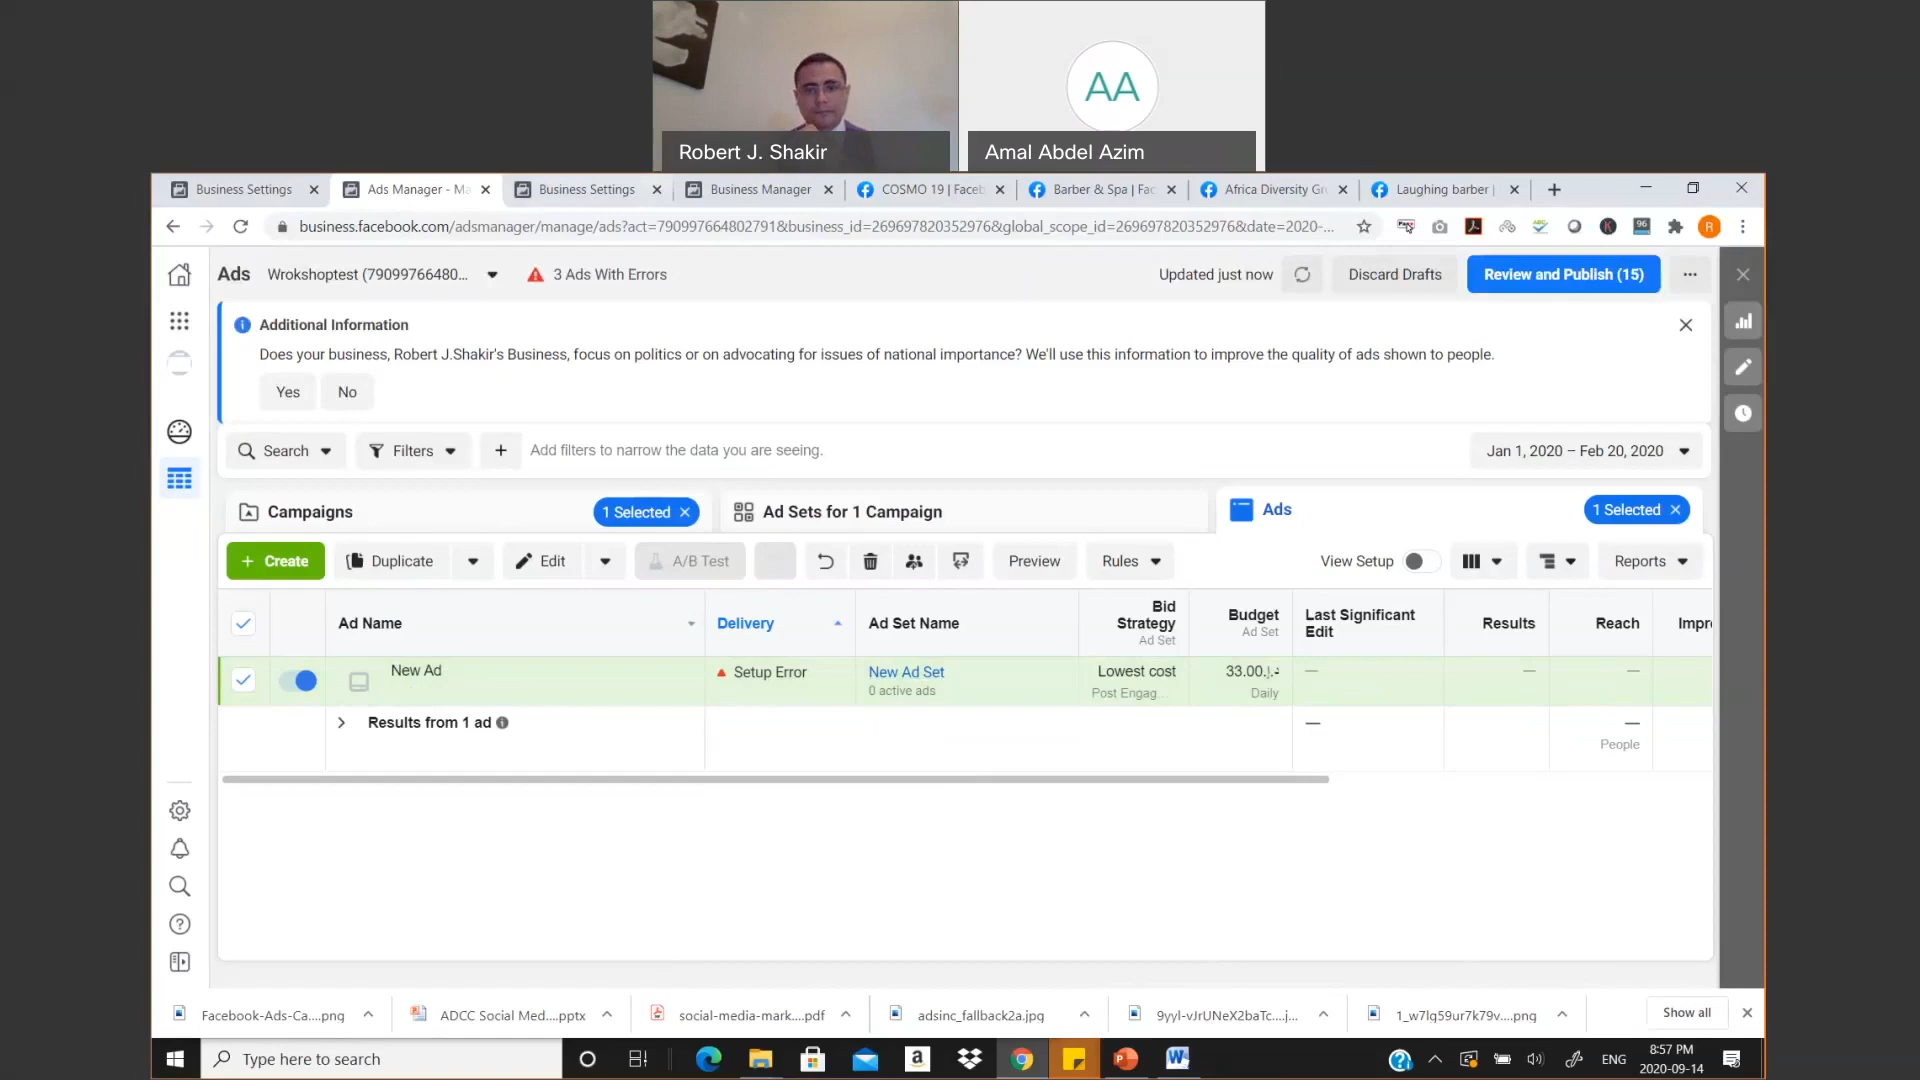 AA
Robert J. Shakir
Amal Abdel Azim
Business Settings
Ads Manager - Ma
Business Settings
Business Manager
COSMO 19 | Faceb
Barber & Spa | Fac
Africa Diversity Gr
Laughing barber |
business.facebook.com/adsmanager/manage/ads?act=790997664802791&business_id=269697820352976&global_scope_id=269697820352976&date=2020-...
96
R
Ads
Wrokshoptest (79099766480...
3 Ads With Errors
Updated just now
Discard Drafts
Review and Publish (15)
Additional Information
Does your business, Robert J.Shakir's Business, focus on politics or on advocating for issues of national importance? We'll use this information to improve the quality of ads shown to people.
Yes
No
Search
Filters
Add filters to narrow the data you are seeing.
Jan 1, 2020 – Feb 20, 2020
Campaigns
1 Selected
Ad Sets for 1 Campaign
Ads
1 Selected
+ Create
Duplicate
Edit
A/B Test
Preview
Rules
View Setup
Reports
Ad Name
Delivery
Ad Set Name
Bid Strategy
Ad Set
Budget
Ad Set
Last Significant Edit
Results
Reach
Impr
New Ad
Setup Error
New Ad Set
0 active ads
Lowest cost
Post Engag...
33.00د.إ.
Daily
—
—
—
Results from 1 ad
—
—
People
Facebook-Ads-Ca....png
ADCC Social Med....pptx
social-media-mark....pdf
adsinc_fallback2a.jpg
9yyl-vJrUNeX2baTc....j...
1_w7lg59ur7k79v....png
Show all
Type here to search
ENG
8:57 PM
2020-09-14